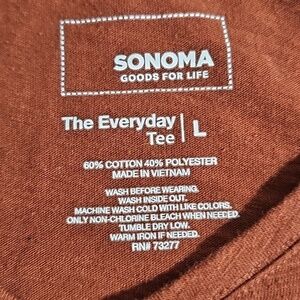 SONOMA
GOODS FOR LIFE
The Everyday
Tee | L
60% COTTON 40% POLYESTER
MADE IN VIETNAM
WASH BEFORE WEARING.
WASH INSIDE OUT.
MACHINE WASH COLD WITH LIKE COLORS.
ONLY NON-CHLORINE BLEACH WHEN NEEDED.
TUMBLE DRY LOW.
WARM IRON IF NEEDED.
RN# 73277